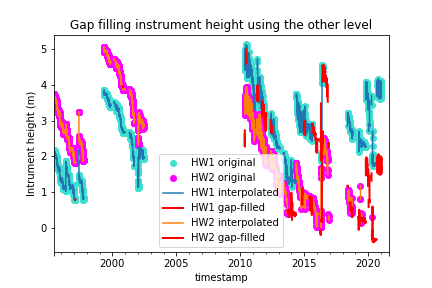 Gap filling instrument height using the other level
Intrument height (m)
5
4
3
2
1
0
HW1 original
HW2 original
HW1 interpolated
HW1 gap-filled
HW2 interpolated
HW2 gap-filled
2000
2005
2010
2015
2020
timestamp